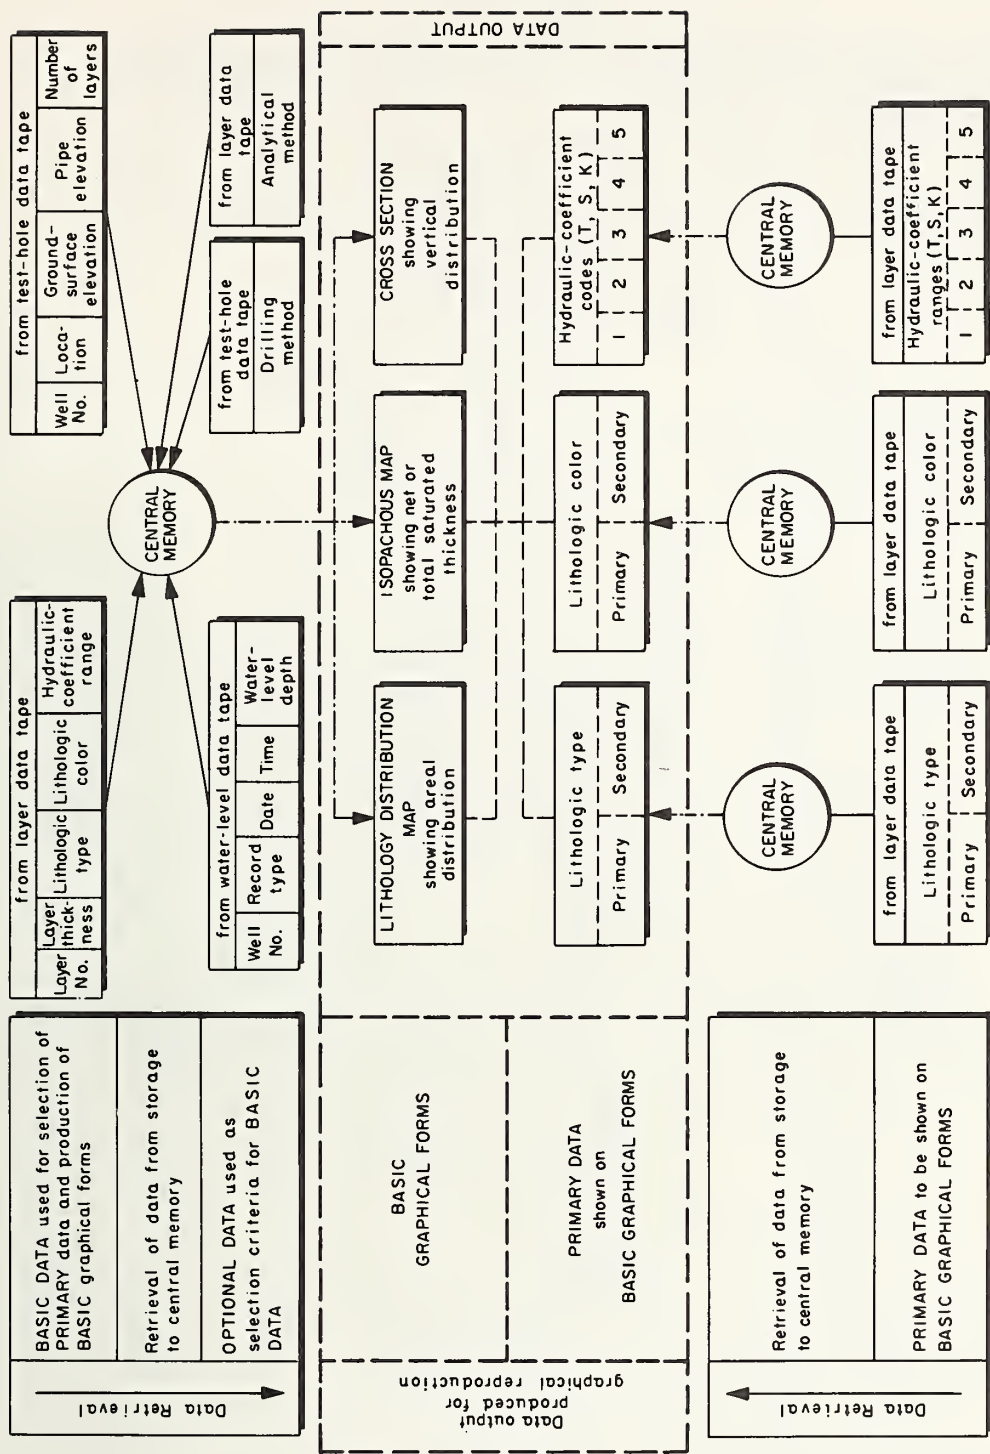 Data Retrieval
BASIC DATA used for selection of
PRIMARY data and production of
BASIC graphical forms
Retrieval of data from storage
to central memory
OPTIONAL DATA used as
selection criteria for BASIC
DATA
from layer data tape
Layer
No.
Layer
thick-
ness
Lithologic
type
Lithologic
color
Hydraulic-
coefficient
range
from test-hole data tape
Well
No.
Loca-
tion
Ground-
surface
elevation
Pipe
elevation
Number
of
layers
CENTRAL
MEMORY
from water-level data tape
Well
No.
Record
type
Date
Time
Water-
level
depth
from test-hole
data tape
Drilling
method
from layer data
tape
Analytical
method
Data output
produced for
graphical reproduction
BASIC
GRAPHICAL FORMS
LITHOLOGY DISTRIBUTION
MAP
showing areal
distribution
ISOPACHOUS MAP
showing net or
total saturated
thickness
CROSS SECTION
showing
vertical
distribution
DATA OUTPUT
PRIMARY DATA
shown on
BASIC GRAPHICAL FORMS
Lithologic type
Primary Secondary
Lithologic color
Primary Secondary
Hydraulic-coefficient
codes (T, S, K)
1 2 3 4 5
Data Retrieval
Retrieval of data from storage
to central memory
CENTRAL
MEMORY
CENTRAL
MEMORY
CENTRAL
MEMORY
PRIMARY DATA to be shown on
BASIC GRAPHICAL FORMS
from layer data tape
Lithologic type
Primary Secondary
from layer data tape
Lithologic color
Primary Secondary
from layer data tape
Hydraulic-coefficient
ranges (T,S,K)
1 2 3 4 5